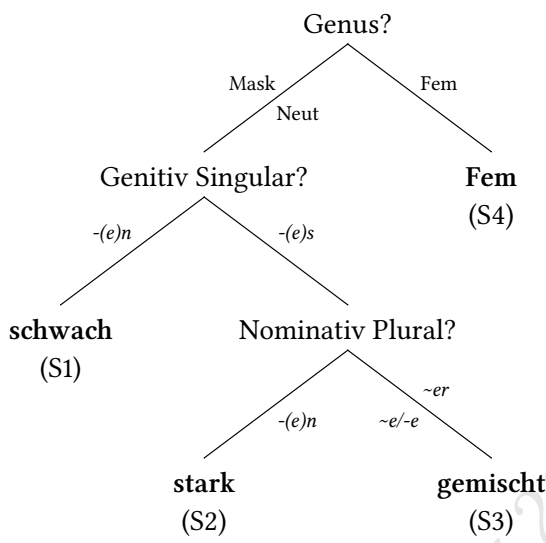 Genus?
Mask
Fem
Neut
Genitiv Singular?
Fem
(S4)
-(e)n
-(e)s
schwach
(S1)
Nominativ Plural?
~er
-(e)n
~e/-e
stark
(S2)
gemischt
(S3)